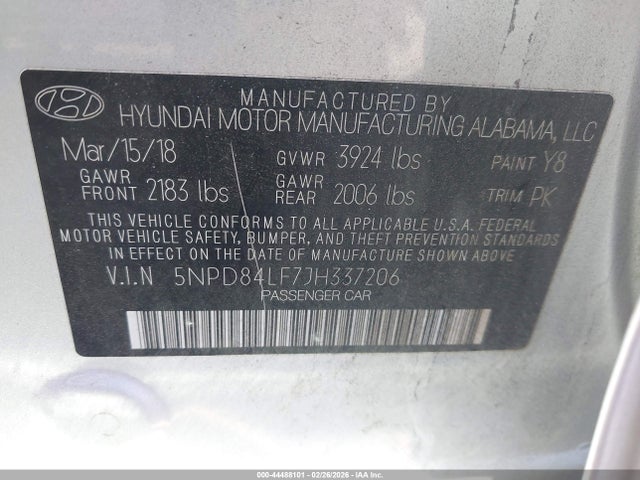 MANUFACTURED BY
HYUNDAI MOTOR MANUFACTURING ALABAMA, LLC
Mar/15/18 GVWR 3924 lbs PAINT Y8
GAWR FRONT 2183 lbs GAWR REAR 2006 lbs TRIM PK
THIS VEHICLE CONFORMS TO ALL APPLICABLE U.S.A. FEDERAL
MOTOR VEHICLE SAFETY, BUMPER, AND THEFT PREVENTION STANDARDS
IN EFFECT ON THE DATE OF MANUFACTURE SHOWN ABOVE.
V.I.N 5NPD84LF7JH337206
PASSENGER CAR
000-44488101 - 02/26/2026 - IAA Inc.